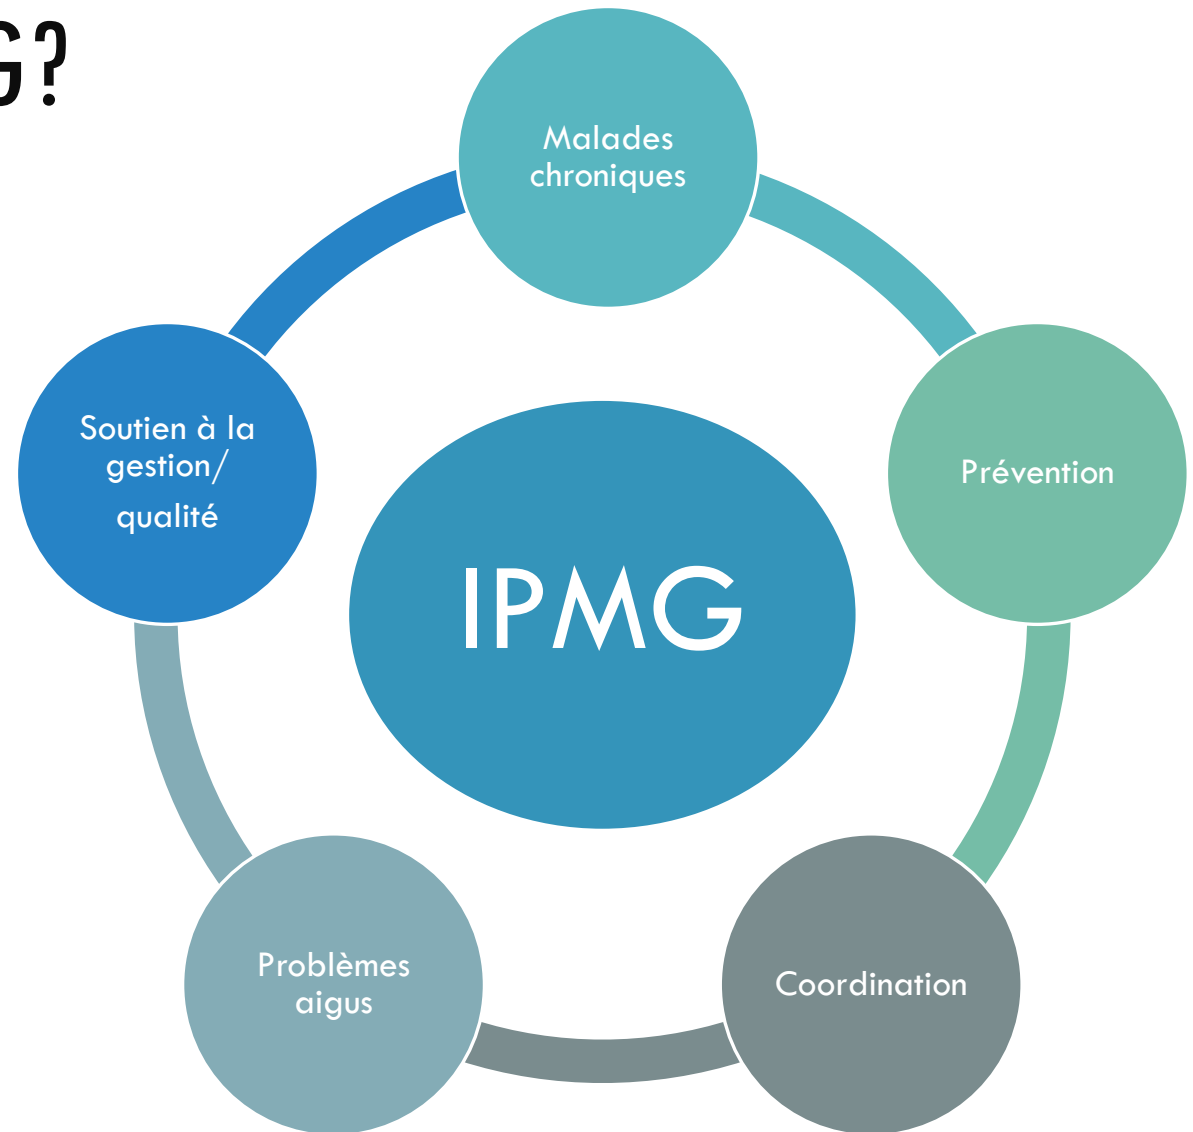 G?
Malades
chroniques
Soutien à la
gestion/
qualité
Prévention
IPMG
Problèmes
aigus
Coordination